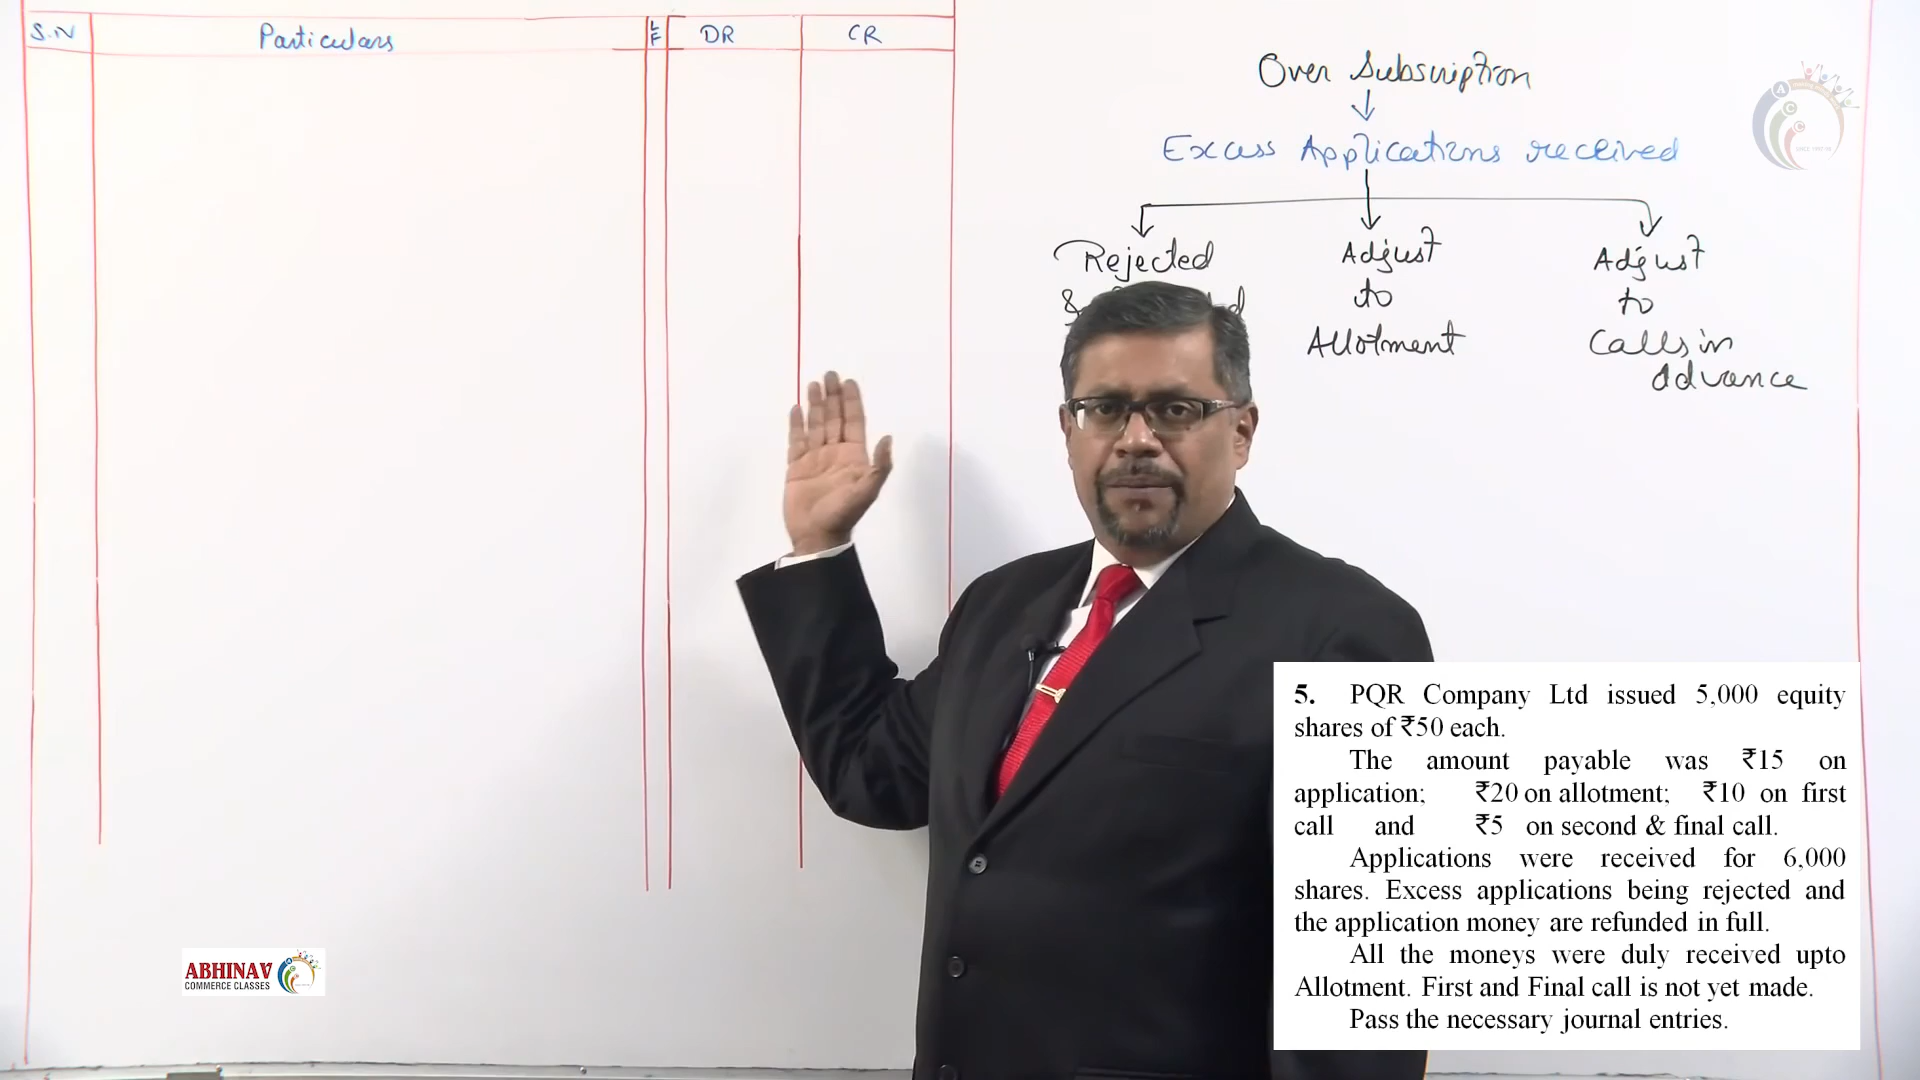 S.N Particulars LF DR CR
Over Subscription
Excess Applications received
Rejected
&
Adjust
to
Allotment
Adjust
to
Calls in
advance
A
C
C
SINCE
5. PQR Company Ltd issued 5,000 equity
shares of ₹50 each.
The amount payable was ₹15 on
application; ₹20 on allotment; ₹10 on first
call and ₹5 on second & final call.
Applications were received for 6,000
shares. Excess applications being rejected and
the application money are refunded in full.
All the moneys were duly received upto
Allotment. First and Final call is not yet made.
Pass the necessary journal entries.
ABHINAV
COMMERCE CLASSES